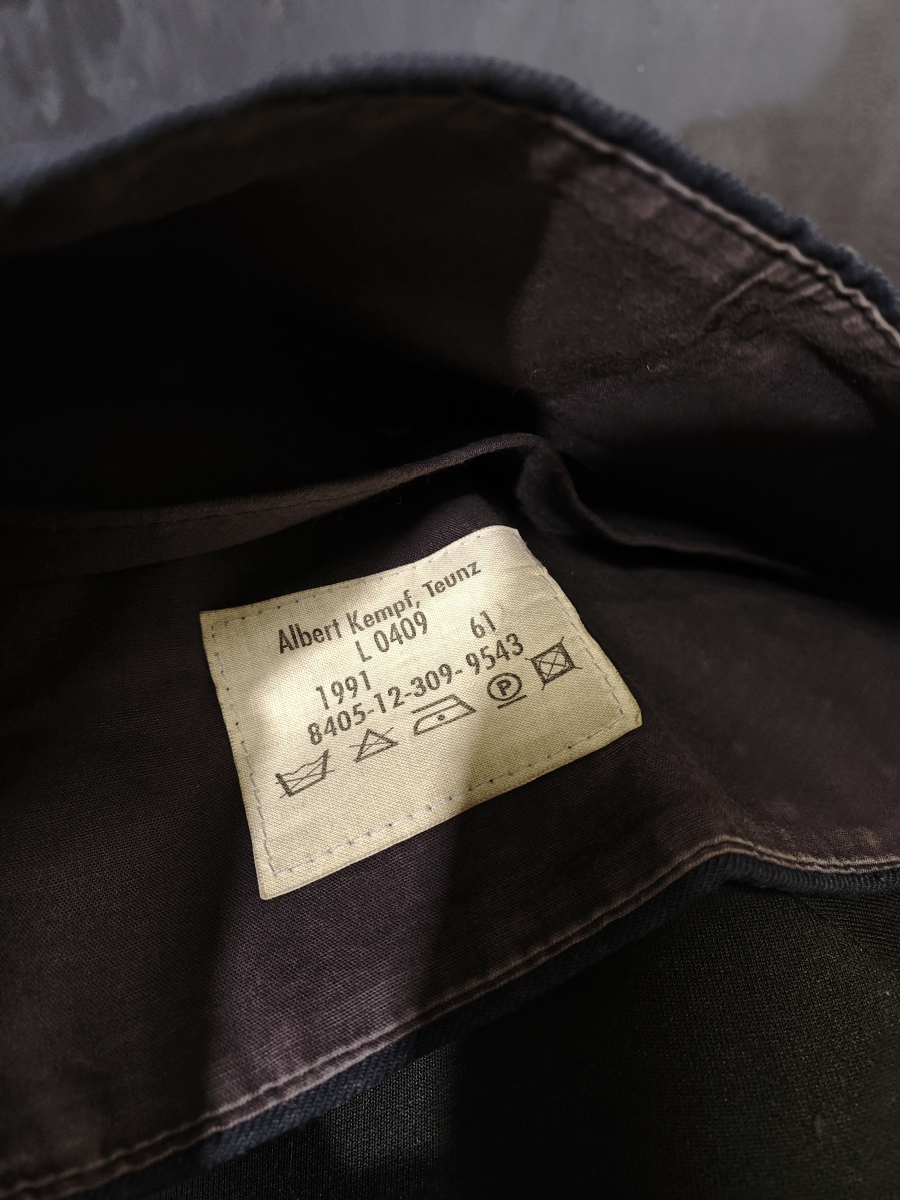 Albert Kempf, Teunz
L 0409 61
1991
8405-12-309-9543
P